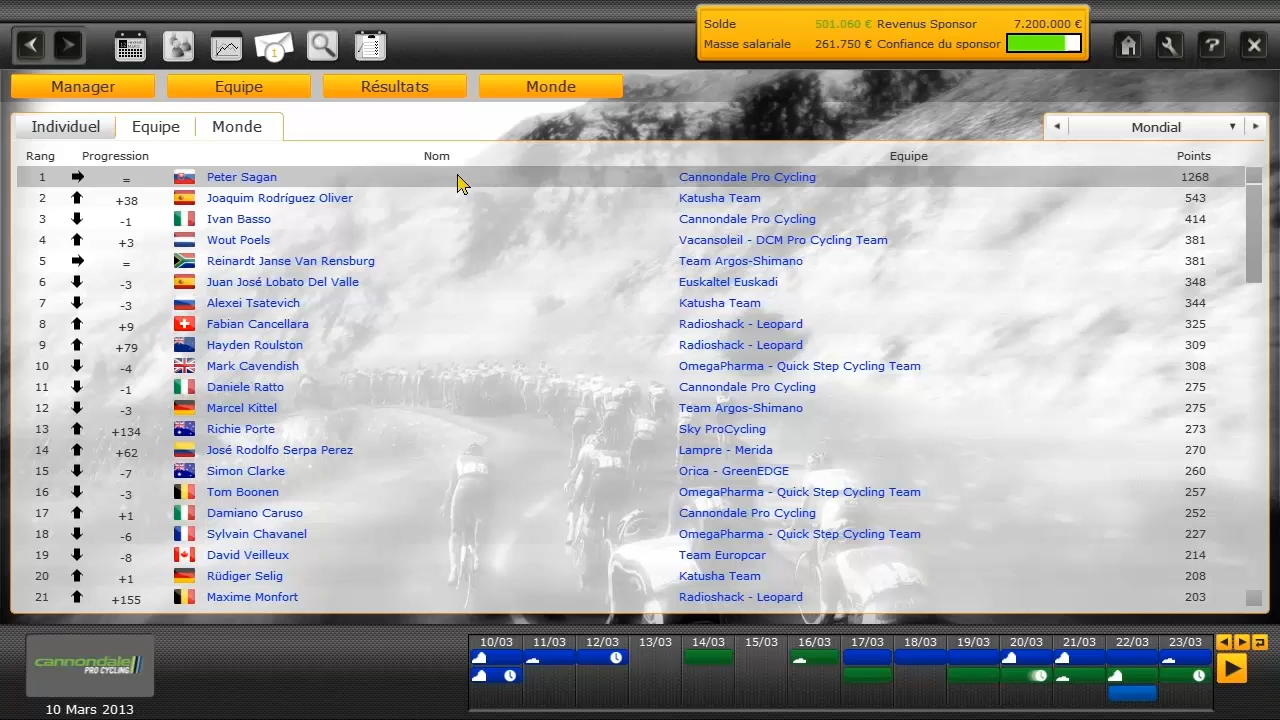 Solde 501.060 € Revenus Sponsor 7.200.000 €
Masse salariale 261.750 € Confiance du sponsor
1
Manager Equipe Résultats Monde
Individuel Equipe Monde Mondial
Rang Progression Nom Equipe Points
1 = Peter Sagan Cannondale Pro Cycling 1268
2 +38 Joaquim Rodríguez Oliver Katusha Team 543
3 -1 Ivan Basso Cannondale Pro Cycling 414
4 +3 Wout Poels Vacansoleil - DCM Pro Cycling Team 381
5 = Reinardt Janse Van Rensburg Team Argos-Shimano 381
6 -3 Juan José Lobato Del Valle Euskaltel Euskadi 348
7 -3 Alexei Tsatevich Katusha Team 344
8 +9 Fabian Cancellara Radioshack - Leopard 325
9 +79 Hayden Roulston Radioshack - Leopard 309
10 -4 Mark Cavendish OmegaPharma - Quick Step Cycling Team 308
11 -1 Daniele Ratto Cannondale Pro Cycling 275
12 -3 Marcel Kittel Team Argos-Shimano 275
13 +134 Richie Porte Sky ProCycling 273
14 +62 José Rodolfo Serpa Perez Lampre - Merida 270
15 -7 Simon Clarke Orica - GreenEDGE 260
16 -3 Tom Boonen OmegaPharma - Quick Step Cycling Team 257
17 +1 Damiano Caruso Cannondale Pro Cycling 252
18 -6 Sylvain Chavanel OmegaPharma - Quick Step Cycling Team 227
19 -8 David Veilleux Team Europcar 214
20 +1 Rüdiger Selig Katusha Team 208
21 +155 Maxime Monfort Radioshack - Leopard 203
10/03 11/03 12/03 13/03 14/03 15/03 16/03 17/03 18/03 19/03 20/03 21/03 22/03 23/03
cannondale
PRO CYCLING
10 Mars 2013